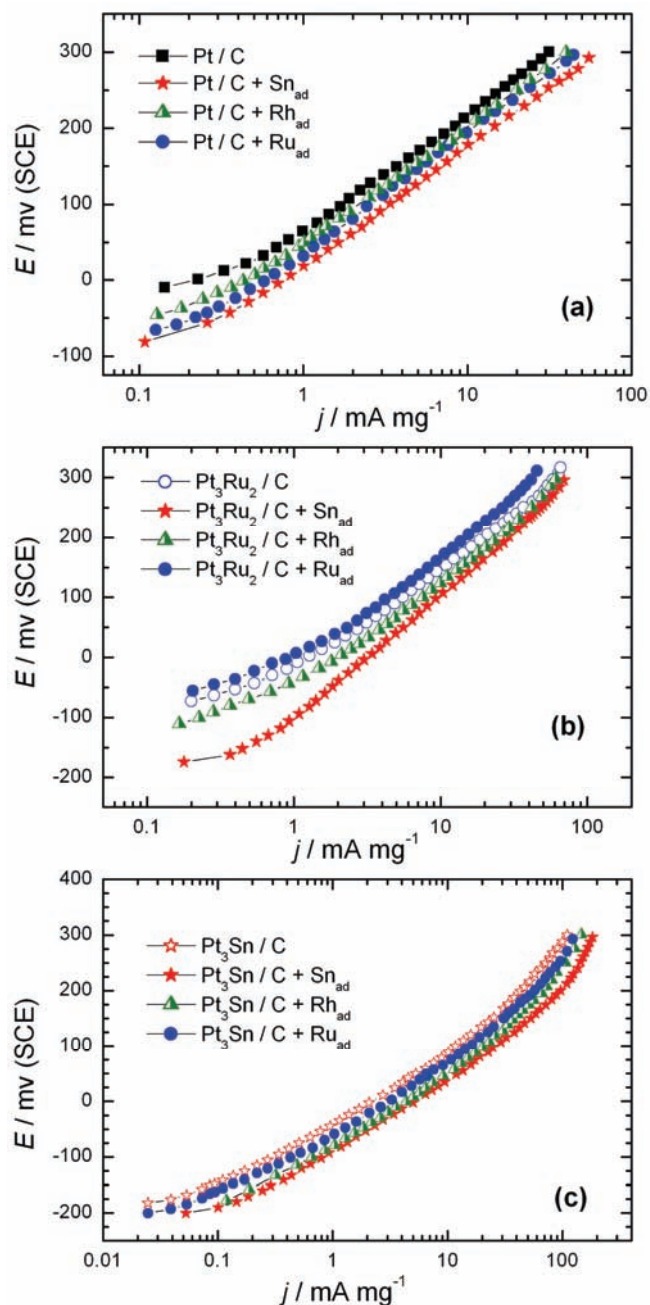 300
200
100
0
-100
E / mv (SCE)
Pt / C
Pt / C + Snad
Pt / C + Rhad
Pt / C + Ruad
(a)
0.1
1
10
100
j / mA mg-1
300
200
100
0
-100
-200
E / mv (SCE)
Pt3Ru2 / C
Pt3Ru2 / C + Snad
Pt3Ru2 / C + Rhad
Pt3Ru2 / C + Ruad
(b)
0.1
1
10
100
j / mA mg-1
400
300
200
100
0
-100
-200
-300
E / mv (SCE)
Pt3Sn / C
Pt3Sn / C + Snad
Pt3Sn / C + Rhad
Pt3Sn / C + Ruad
(c)
0.01
0.1
1
10
100
j / mA mg-1